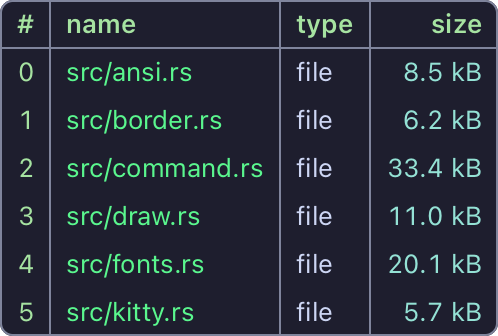 # name type size
0 src/ansi.rs file 8.5 kB
1 src/border.rs file 6.2 kB
2 src/command.rs file 33.4 kB
3 src/draw.rs file 11.0 kB
4 src/fonts.rs file 20.1 kB
5 src/kitty.rs file 5.7 kB